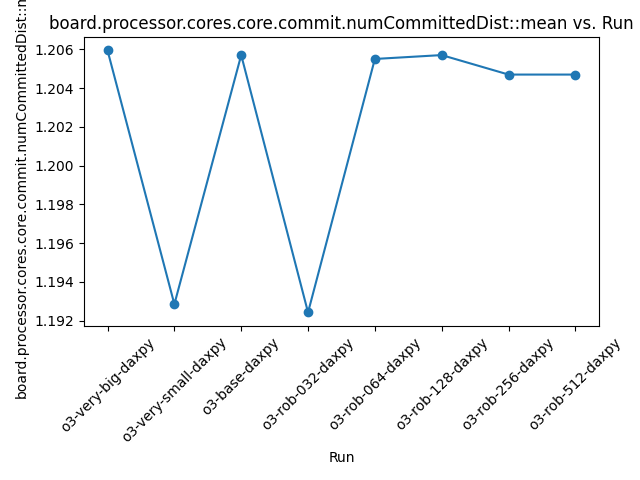 board.processor.cores.core.commit.numCommittedDist::mean vs. Run
board.processor.cores.core.commit.numCommittedDist::m
1.206
1.204
1.202
1.200
1.198
1.196
1.194
1.192
o3-very-big-daxpy
o3-very-small-daxpy
o3-base-daxpy
o3-rob-032-daxpy
o3-rob-064-daxpy
o3-rob-128-daxpy
o3-rob-256-daxpy
o3-rob-512-daxpy
Run